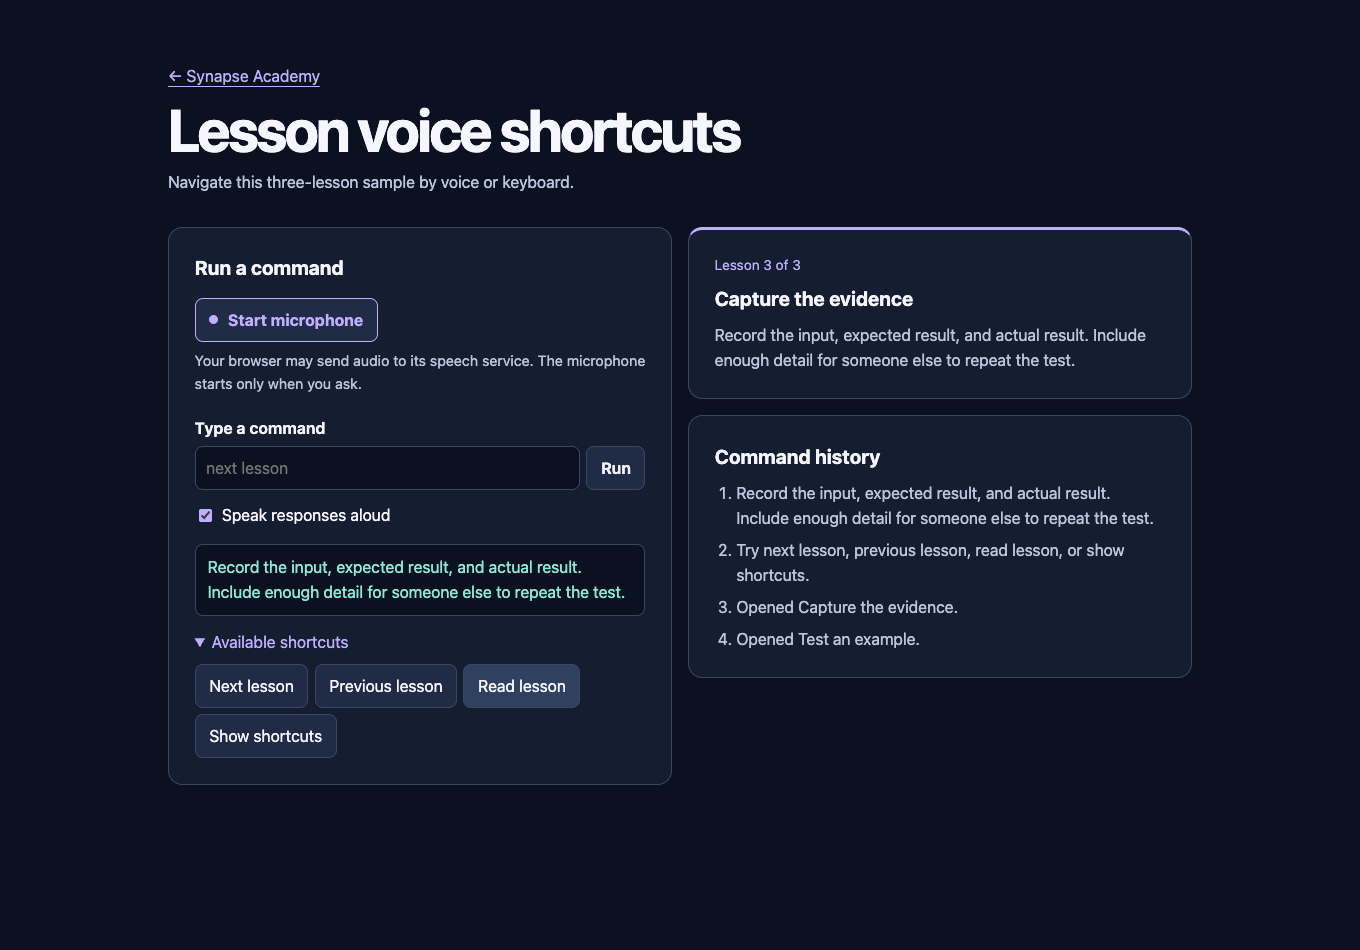 ← Synapse Academy
Lesson voice shortcuts
Navigate this three-lesson sample by voice or keyboard.
Run a command
Start microphone
Your browser may send audio to its speech service. The microphone
starts only when you ask.
Type a command
next lesson
Run
Speak responses aloud
Record the input, expected result, and actual result.
Include enough detail for someone else to repeat the test.
▼ Available shortcuts
Next lesson
Previous lesson
Read lesson
Show shortcuts
Lesson 3 of 3
Capture the evidence
Record the input, expected result, and actual result. Include
enough detail for someone else to repeat the test.
Command history
1. Record the input, expected result, and actual result.
Include enough detail for someone else to repeat the test.
2. Try next lesson, previous lesson, read lesson, or show
shortcuts.
3. Opened Capture the evidence.
4. Opened Test an example.